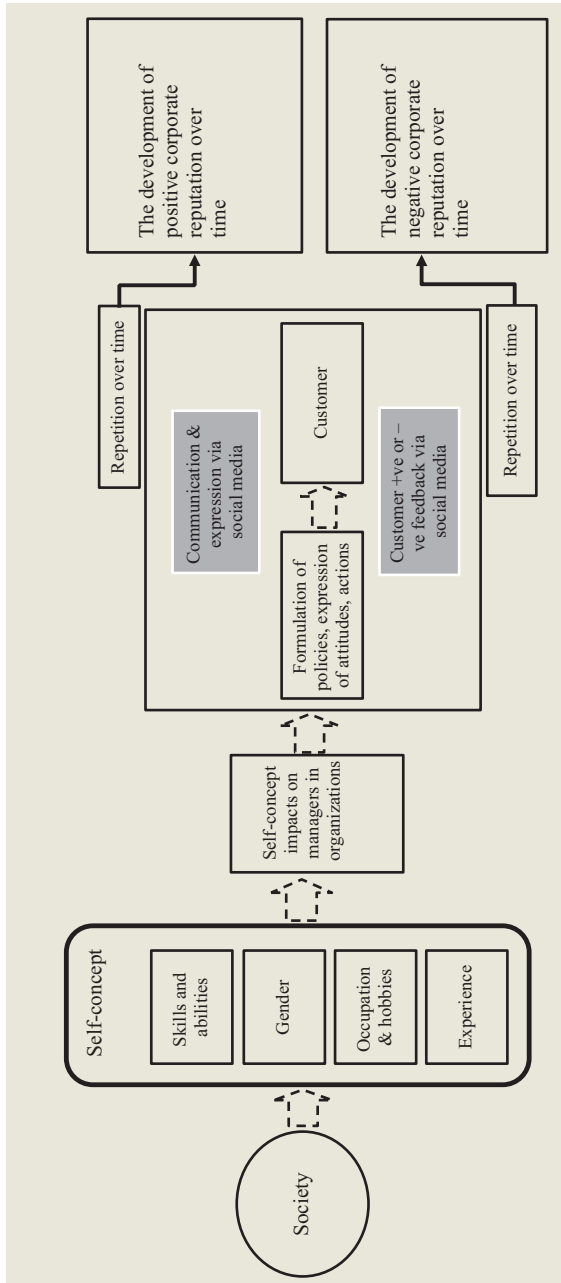 Society
Self-concept
Skills and
abilities
Gender
Occupation
& hobbies
Experience
Self-concept
impacts on
managers in
organizations
Formulation of
policies, expression
of attitudes, actions
Communication &
expression via
social media
Customer
Customer +ve or –
ve feedback via
social media
Repetition over time
The development of
positive corporate
reputation over
time
Repetition over time
The development of
negative corporate
reputation over
time